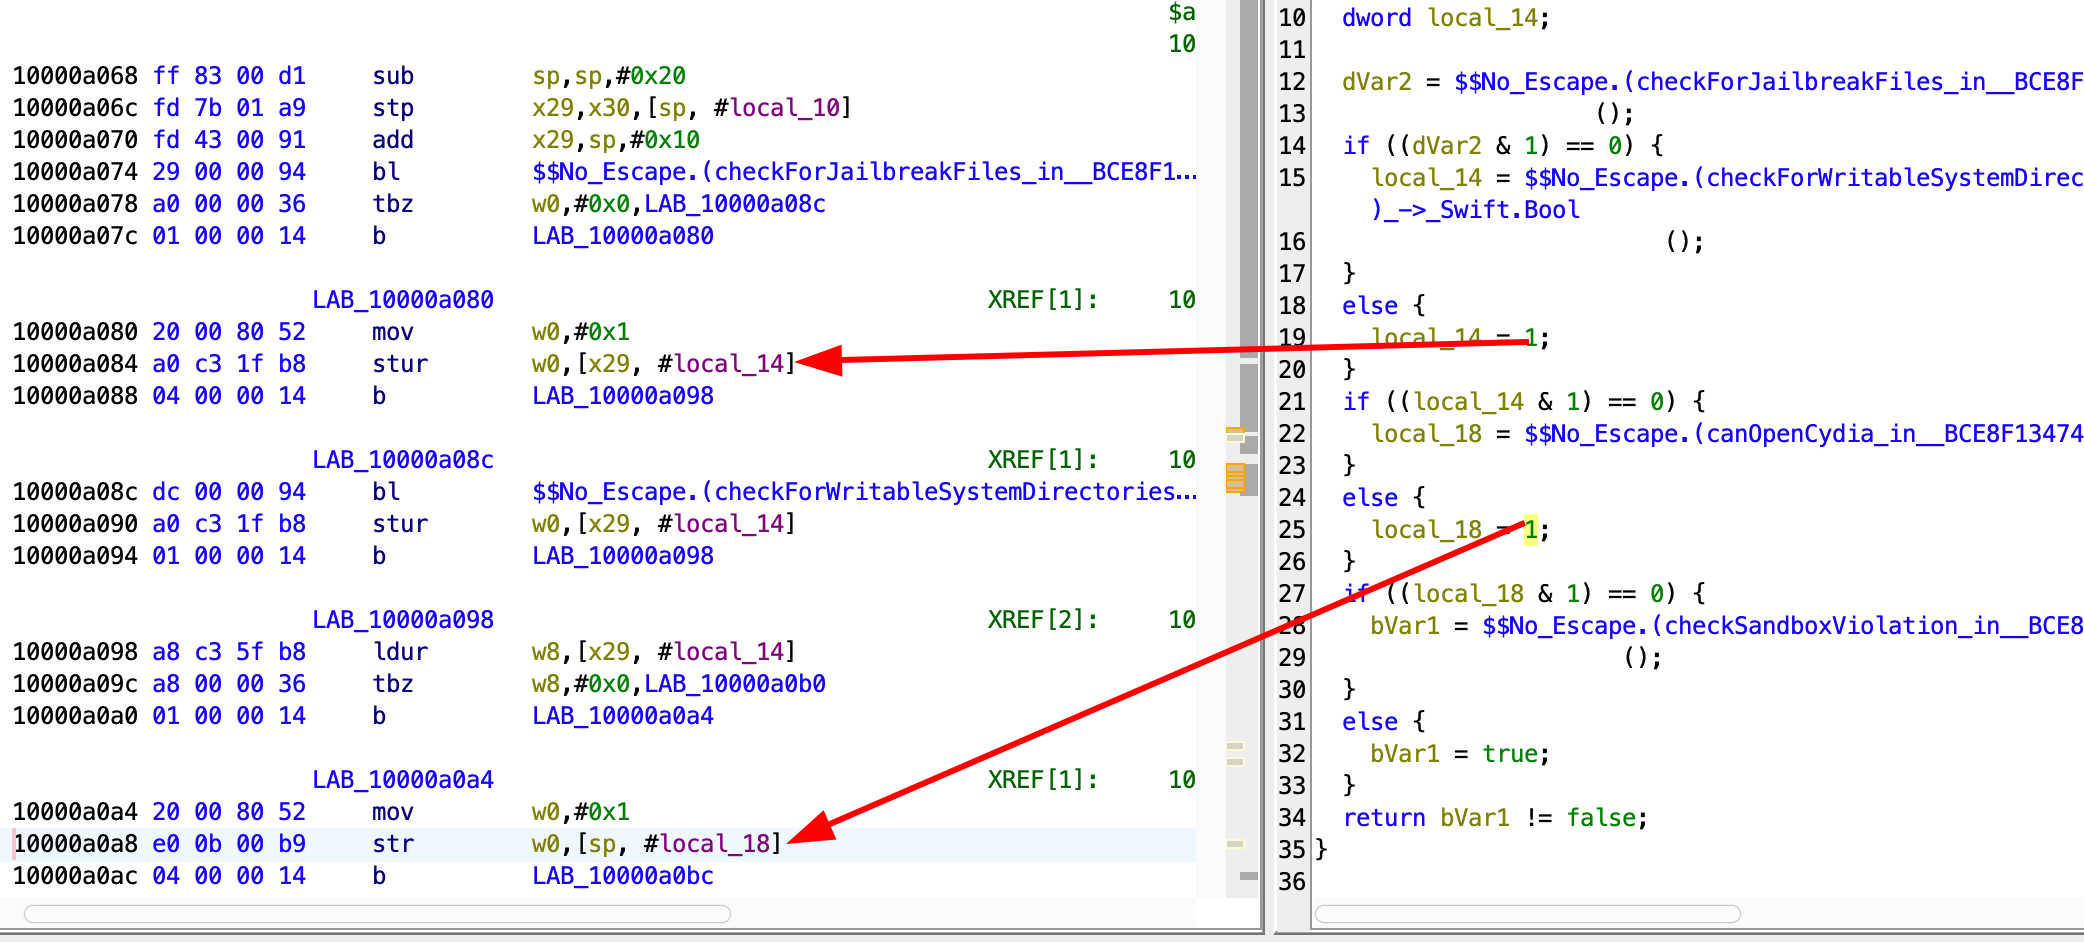 $a
10
10000a068 ff 83 00 d1 sub sp,sp,#0x20
10000a06c fd 7b 01 a9 stp x29,x30,[sp, #local_10]
10000a070 fd 43 00 91 add x29,sp,#0x10
10000a074 29 00 00 94 bl $$No_Escape.(checkForJailbreakFiles_in__BCE8F1...
10000a078 a0 00 00 36 tbz w0,#0x0,LAB_10000a08c
10000a07c 01 00 00 14 b LAB_10000a080
LAB_10000a080 XREF[1]: 10
10000a080 20 00 80 52 mov w0,#0x1
10000a084 a0 c3 1f b8 stur w0,[x29, #local_14]
10000a088 04 00 00 14 b LAB_10000a098
LAB_10000a08c XREF[1]: 10
10000a08c dc 00 00 94 bl $$No_Escape.(checkForWritableSystemDirectories...
10000a090 a0 c3 1f b8 stur w0,[x29, #local_14]
10000a094 01 00 00 14 b LAB_10000a098
LAB_10000a098 XREF[2]: 10
10000a098 a8 c3 5f b8 ldur w8,[x29, #local_14]
10000a09c a8 00 00 36 tbz w8,#0x0,LAB_10000a0b0
10000a0a0 01 00 00 14 b LAB_10000a0a4
LAB_10000a0a4 XREF[1]: 10
10000a0a4 20 00 80 52 mov w0,#0x1
10000a0a8 e0 0b 00 b9 str w0,[sp, #local_18]
10000a0ac 04 00 00 14 b LAB_10000a0bc
10 dword local_14;
11
12 dVar2 = $$No_Escape.(checkForJailbreakFiles_in__BCE8F
13 ();
14 if ((dVar2 & 1) == 0) {
15 local_14 = $$No_Escape.(checkForWritableSystemDirec
)_->_Swift.Bool
16 ();
17 }
18 else {
19 local_14 = 1;
20 }
21 if ((local_14 & 1) == 0) {
22 local_18 = $$No_Escape.(canOpenCydia_in__BCE8F13474
23 }
24 else {
25 local_18 = 1;
26 }
27 if ((local_18 & 1) == 0) {
28 bVar1 = $$No_Escape.(checkSandboxViolation_in__BCE8
29 ();
30 }
31 else {
32 bVar1 = true;
33 }
34 return bVar1 != false;
35 }
36